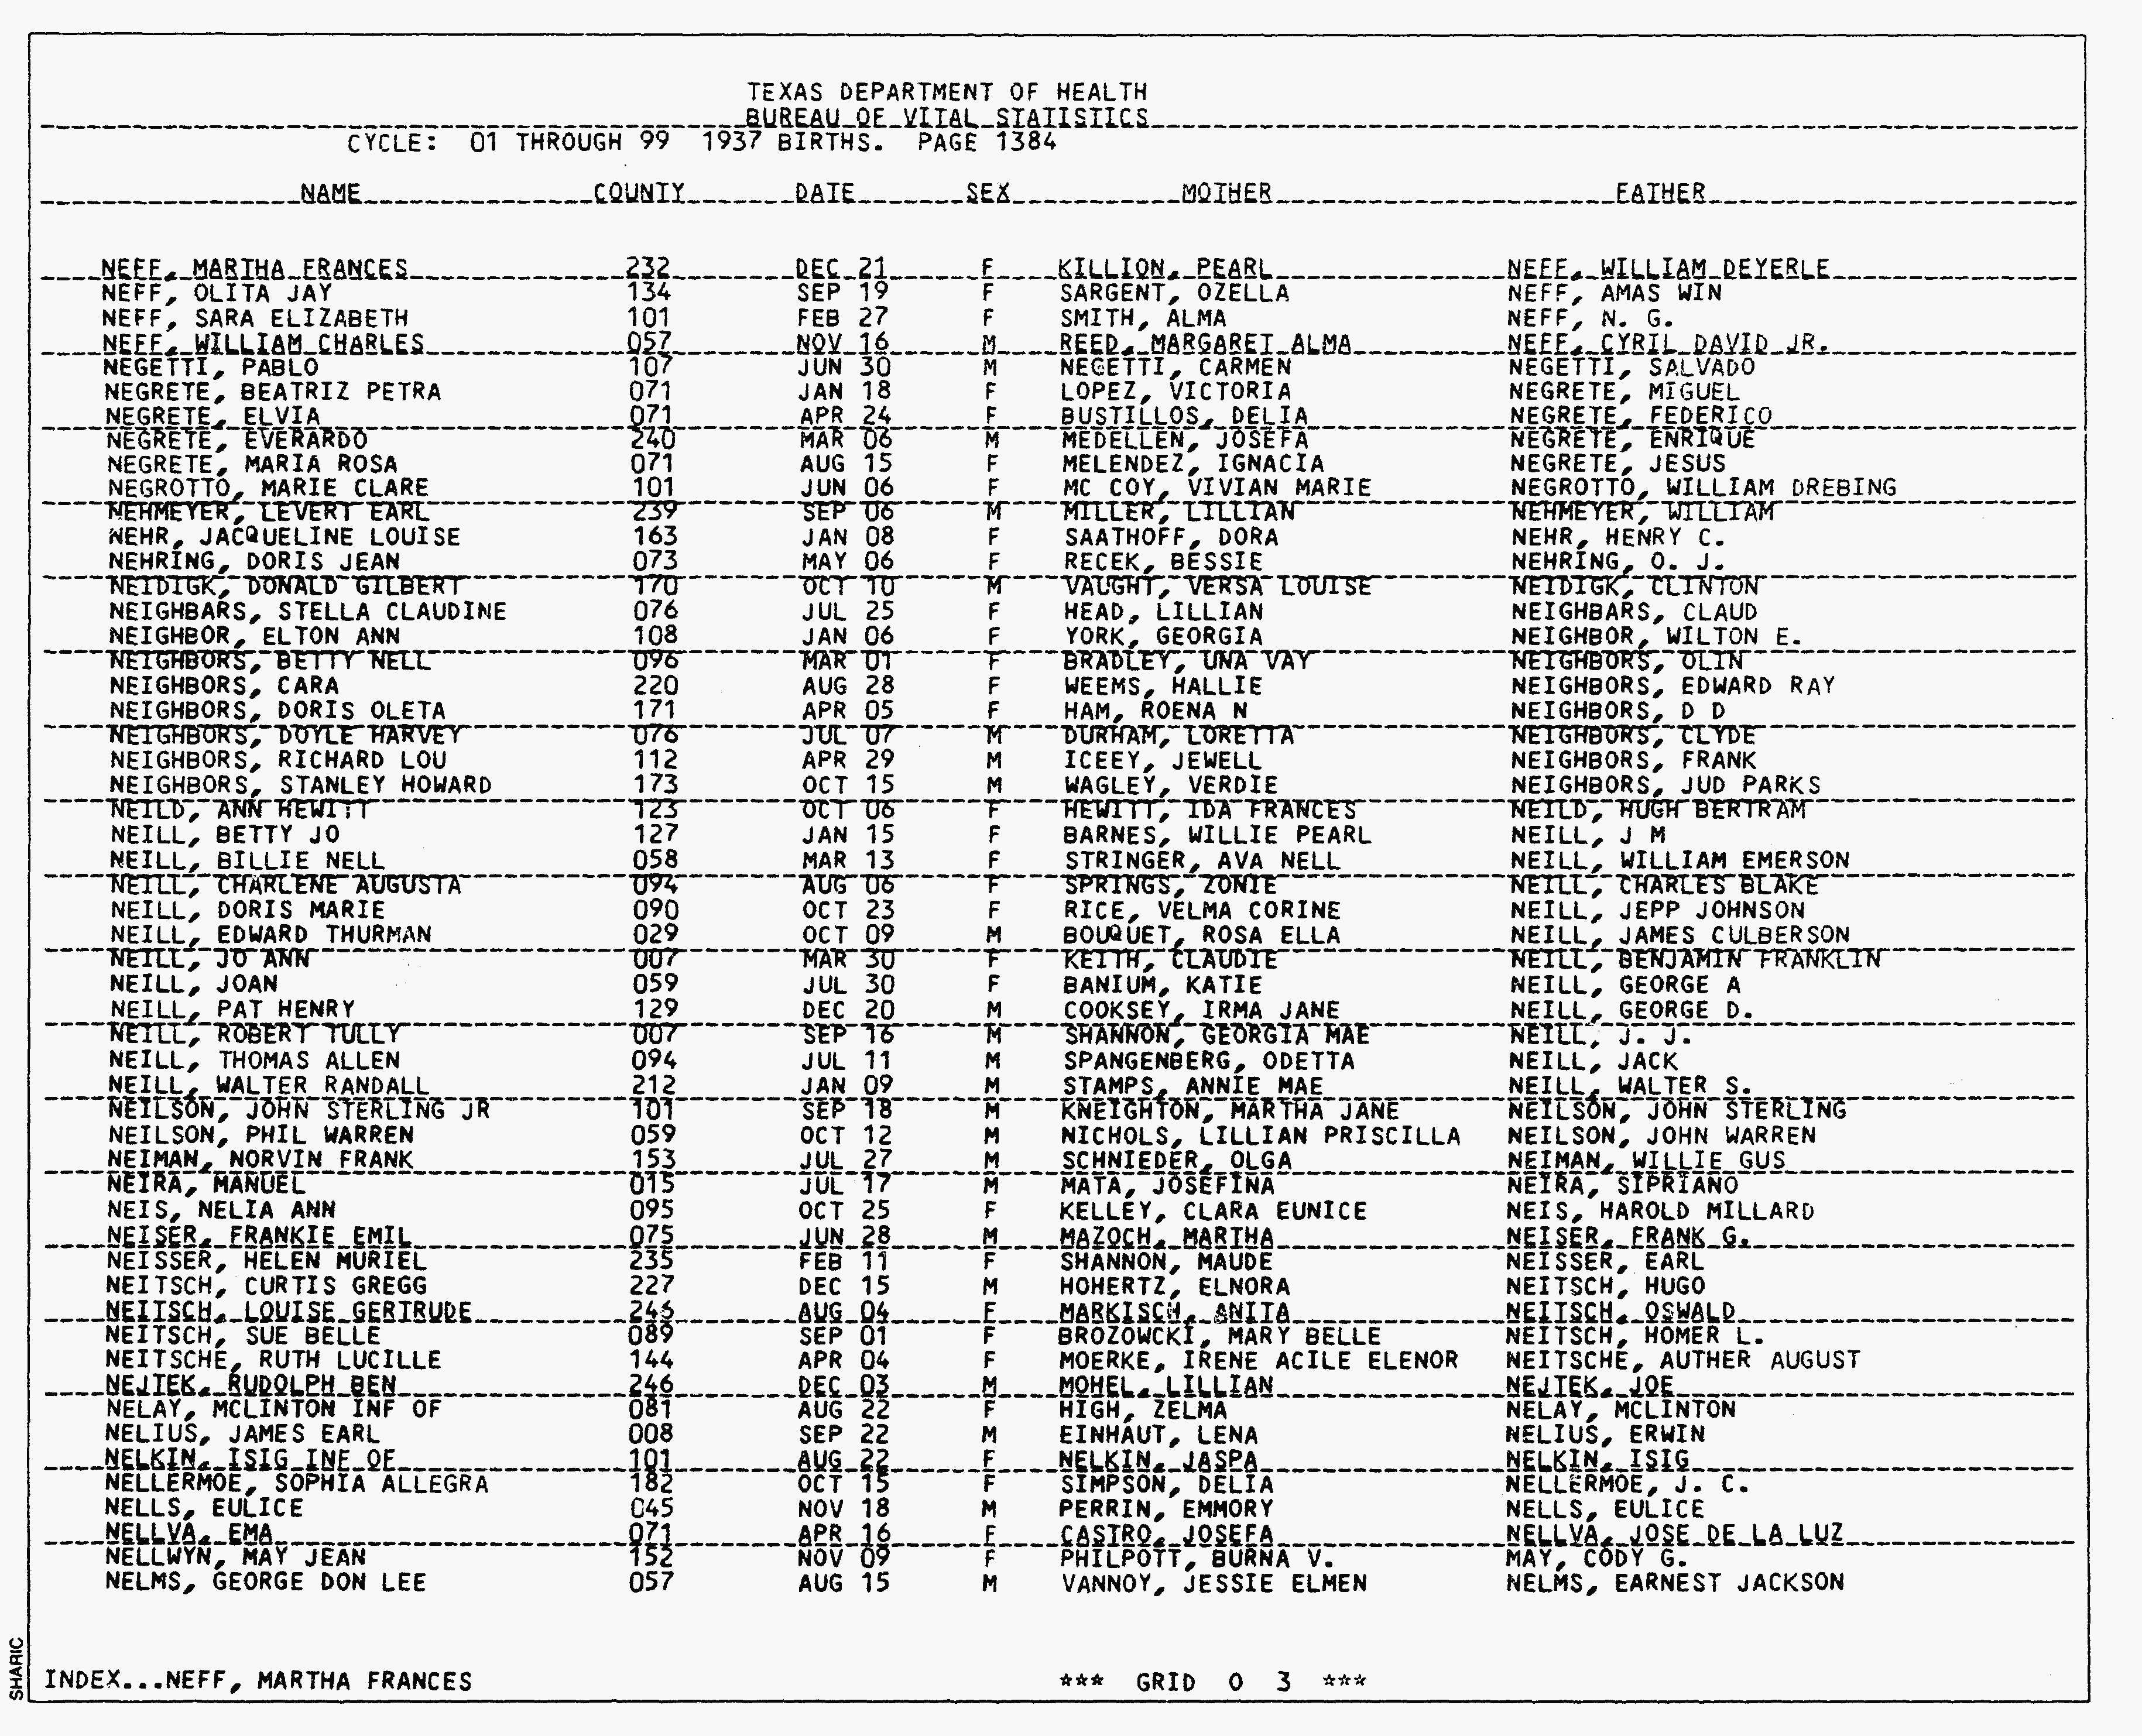 TEXAS DEPARTMENT OF HEALTH
BUREAU OF VITAL STATISTICS
CYCLE: 01 THROUGH 99 1937 BIRTHS. PAGE 1384
NAME COUNTY DATE SEX MOTHER FATHER
NEFF, MARTHA FRANCES 232 DEC 21 F KILLION, PEARL NEFF, WILLIAM DEYERLE
NEFF, OLITA JAY 134 SEP 19 F SARGENT, OZELLA NEFF, AMAS WIN
NEFF, SARA ELIZABETH 101 FEB 27 F SMITH, ALMA NEFF, N. G.
NEFF, WILLIAM CHARLES 057 NOV 16 M REED, MARGARET ALMA NEFF, CYRIL DAVID JR.
NEGETTI, PABLO 107 JUN 30 M NEGETTI, CARMEN NEGETTI, SALVADO
NEGRETE, BEATRIZ PETRA 071 JAN 18 F LOPEZ, VICTORIA NEGRETE, MIGUEL
NEGRETE, ELVIA 071 APR 24 F BUSTILLOS, DELIA NEGRETE, FEDERICO
NEGRETE, EVERARDO 240 MAR 06 M MEDELLEN, JOSEFA NEGRETE, ENRIQUE
NEGRETE, MARIA ROSA 071 AUG 15 F MELENDEZ, IGNACIA NEGRETE, JESUS
NEGROTTO, MARIE CLARE 101 JUN 06 F MC COY, VIVIAN MARIE NEGROTTO, WILLIAM DREBING
NEHMEYER, LEVERT EARL 239 SEP 06 M MILLER, LILLIAN NEHMEYER, WILLIAM
NEHR, JACQUELINE LOUISE 163 JAN 08 F SAATHOFF, DORA NEHR, HENRY C.
NEHRING, DORIS JEAN 073 MAY 06 F RECEK, BESSIE NEHRING, O. J.
NEIDIGK, DONALD GILBERT 170 OCT 10 M VAUGHT, VERSA LOUISE NEIDIGK, CLINTON
NEIGHBARS, STELLA CLAUDINE 076 JUL 25 F HEAD, LILLIAN NEIGHBARS, CLAUD
NEIGHBOR, ELTON ANN 108 JAN 06 F YORK, GEORGIA NEIGHBOR, WILTON E.
NEIGHBORS, BETTY NELL 096 MAR 01 F BRADLEY, UNA VAY NEIGHBORS, OLIN
NEIGHBORS, CARA 220 AUG 28 F WEEMS, HALLIE NEIGHBORS, EDWARD RAY
NEIGHBORS, DORIS OLETA 171 APR 05 F HAM, ROENA N NEIGHBORS, D D
NEIGHBORS, DOYLE HARVEY 076 JUL 07 M DURHAM, LORETTA NEIGHBORS, CLYDE
NEIGHBORS, RICHARD LOU 112 APR 29 M ICEEY, JEWELL NEIGHBORS, FRANK
NEIGHBORS, STANLEY HOWARD 173 OCT 15 M WAGLEY, VERDIE NEIGHBORS, JUD PARKS
NEILD, ANN HEWITT 123 OCT 06 F HEWITT, IDA FRANCES NEILD, HUGH BERTRAM
NEILL, BETTY JO 127 JAN 15 F BARNES, WILLIE PEARL NEILL, J M
NEILL, BILLIE NELL 058 MAR 13 F STRINGER, AVA NELL NEILL, WILLIAM EMERSON
NEILL, CHARLENE AUGUSTA 094 AUG 06 F SPRINGS, ZONIE NEILL, CHARLES BLAKE
NEILL, DORIS MARIE 090 OCT 23 F RICE, VELMA CORINE NEILL, JEPP JOHNSON
NEILL, EDWARD THURMAN 029 OCT 09 M BOUQUET, ROSA ELLA NEILL, JAMES CULBERSON
NEILL, JO ANN 007 MAR 30 F KEITH, CLAUDIE NEILL, BENJAMIN FRANKLIN
NEILL, JOAN 059 JUL 30 F BANIUM, KATIE NEILL, GEORGE A
NEILL, PAT HENRY 129 DEC 20 M COOKSEY, IRMA JANE NEILL, GEORGE D.
NEILL, ROBERT TULLY 007 SEP 16 M SHANNON, GEORGIA MAE NEILL, J. J.
NEILL, THOMAS ALLEN 094 JUL 11 M SPANGENBERG, ODETTA NEILL, JACK
NEILL, WALTER RANDALL 212 JAN 09 M STAMPS, ANNIE MAE NEILL, WALTER S.
NEILSON, JOHN STERLING JR 101 SEP 18 M KNEIGHTON, MARTHA JANE NEILSON, JOHN STERLING
NEILSON, PHIL WARREN 059 OCT 12 M NICHOLS, LILLIAN PRISCILLA NEILSON, JOHN WARREN
NEIMAN, NORVIN FRANK 153 JUL 27 M SCHNIEDER, OLGA NEIMAN, WILLIE GUS
NEIRA, MANUEL 015 JUL 17 M MATA, JOSEFINA NEIRA, SIPRIANO
NEIS, NELIA ANN 095 OCT 25 F KELLEY, CLARA EUNICE NEIS, HAROLD MILLARD
NEISER, FRANKIE EMIL 075 JUN 28 M MAZOCH, MARTHA NEISER, FRANK G.
NEISSER, HELEN MURIEL 235 FEB 11 F SHANNON, MAUDE NEISSER, EARL
NEITSCH, CURTIS GREGG 227 DEC 15 M HOHERTZ, ELNORA NEITSCH, HUGO
NEITSCH, LOUISE GERTRUDE 246 AUG 04 F MARKISCH, ANITA NEITSCH, OSWALD
NEITSCH, SUE BELLE 089 SEP 01 F BROZOWCKI, MARY BELLE NEITSCH, HOMER L.
NEITSCHE, RUTH LUCILLE 144 APR 04 F MOERKE, IRENE ACILE ELENOR NEITSCHE, AUTHER AUGUST
NEJTEK, RUDOLPH BEN 246 DEC 03 M MOHEL, LILLIAN NEJTEK, JOE
NELAY, MCLINTON INF OF 081 AUG 22 F HIGH, ZELMA NELAY, MCLINTON
NELIUS, JAMES EARL 008 SEP 22 M EINHAUT, LENA NELIUS, ERWIN
NELKIN, ISIG INF OF 101 AUG 22 F NELKIN, JASPA NELKIN, ISIG
NELLERMOE, SOPHIA ALLEGRA 182 OCT 15 F SIMPSON, DELIA NELLERMOE, J. C.
NELLS, EULICE 045 NOV 18 M PERRIN, EMMORY NELLS, EULICE
NELLVA, EMA 071 APR 16 F CASTRO, JOSEFA NELLVA, JOSE DE LA LUZ
NELLWYN, MAY JEAN 152 NOV 09 F PHILPOTT, BURNA V. MAY, CODY G.
NELMS, GEORGE DON LEE 057 AUG 15 M VANNOY, JESSIE ELMEN NELMS, EARNEST JACKSON
SHARIC
INDEX...NEFF, MARTHA FRANCES *** GRID 0 3 ***